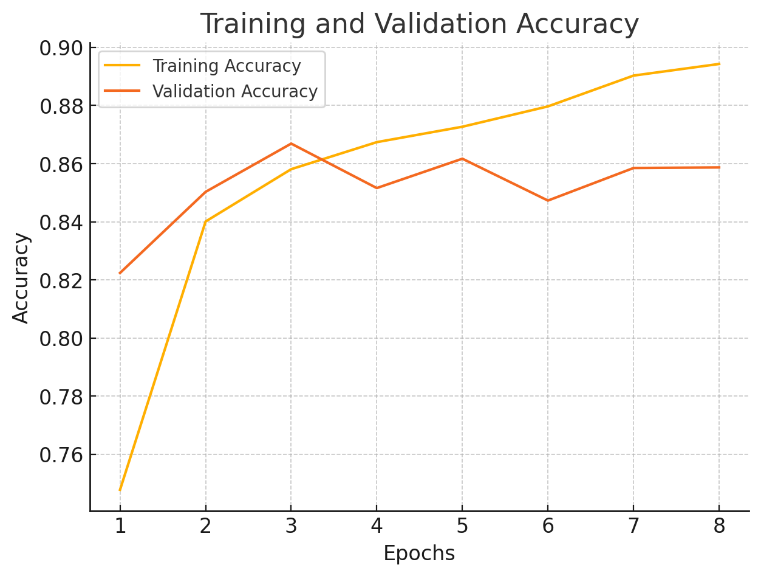 Training and Validation Accuracy
Training Accuracy
Validation Accuracy
0.90
0.88
0.86
0.84
0.82
0.80
0.78
0.76
Accuracy
1 2 3 4 5 6 7 8
Epochs